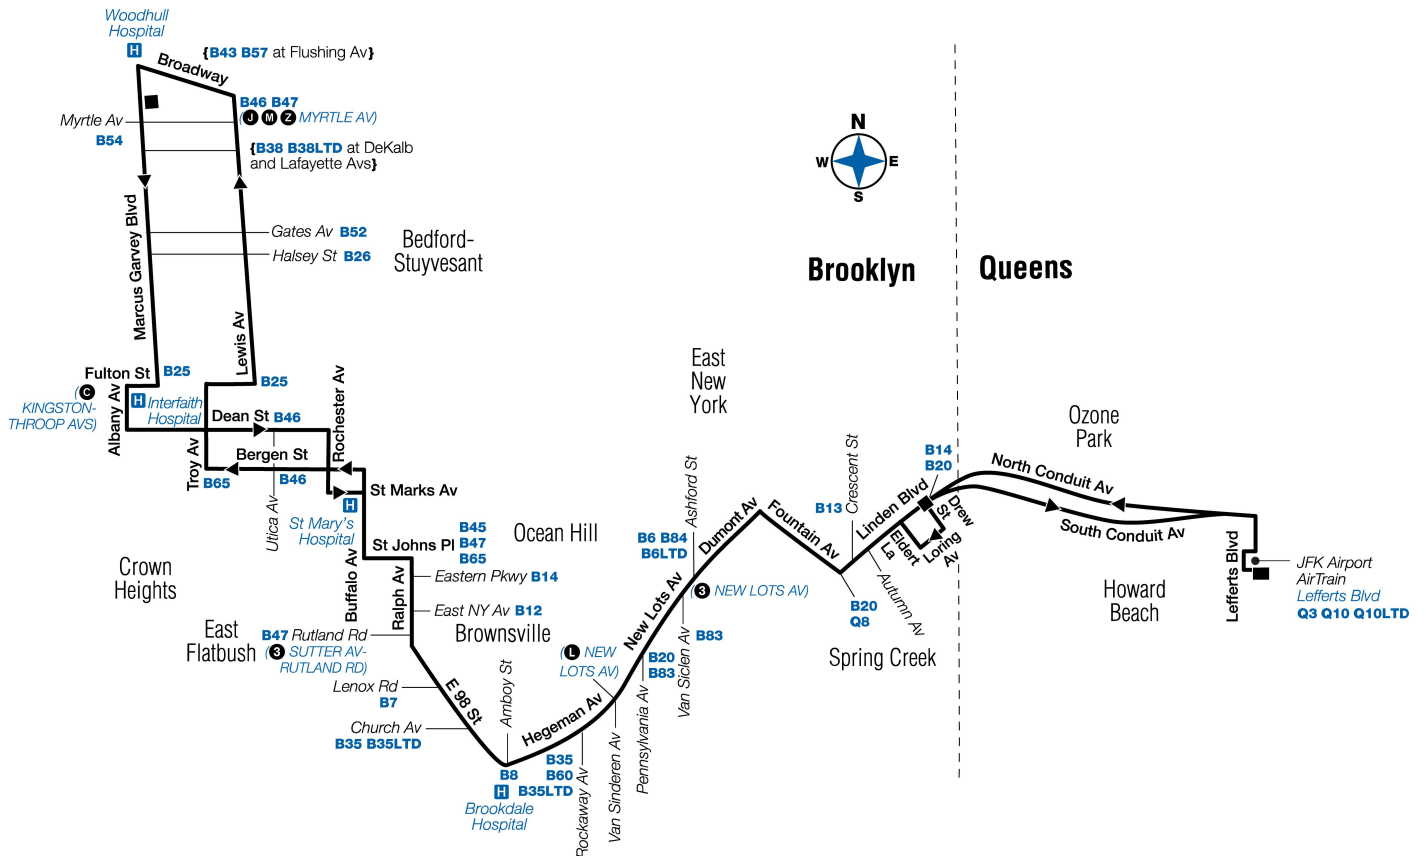 Woodhull
Hospital
H
{B43 B57 at Flushing Av}
Broadway
B46 B47
(J M Z MYRTLE AV)
Myrtle Av
B54
{B38 B38LTD at DeKalb
and Lafayette Avs}
N
W E
S
Marcus Garvey Blvd
Gates Av B52
Halsey St B26
Bedford-
Stuyvesant
Brooklyn
Queens
Lewis Av
Fulton St
B25
B25
(C
KINGSTON-
THROOP AVS)
Albany Av
H Interfaith
Hospital
Dean St B46
Rochester Av
Troy Av
Bergen St
B65
B46
Utica Av
St Marks Av
H
St Mary's
Hospital
St Johns Pl
B45
B47
B65
Ocean Hill
Buffalo Av
Ralph Av
Eastern Pkwy B14
East NY Av B12
Crown
Heights
East
Flatbush
Brownsville
B47 Rutland Rd
(3 SUTTER AV-
RUTLAND RD)
Lenox Rd
B7
Church Av
B35 B35LTD
E 98 St
Amboy St
B8
H
Brookdale
Hospital
Hegeman Av
B35
B60
B35LTD
Rockaway Av
(L NEW
LOTS AV)
Van Sinderen Av
Pennsylvania Av
B20
B83
New Lots Av
Van Siclen Av
B83
(3 NEW LOTS AV)
B6 B84
B6LTD
Ashford St
East
New
York
Dumont Av
Fountain Av
B13
Crescent St
B20
Q8
Autumn Av
Spring Creek
Linden Blvd
B14
B20
Drew
St
Eldert
La
Loring
Av
North Conduit Av
South Conduit Av
Ozone
Park
Howard
Beach
Lefferts Blvd
JFK Airport
AirTrain
Lefferts Blvd
Q3 Q10 Q10LTD